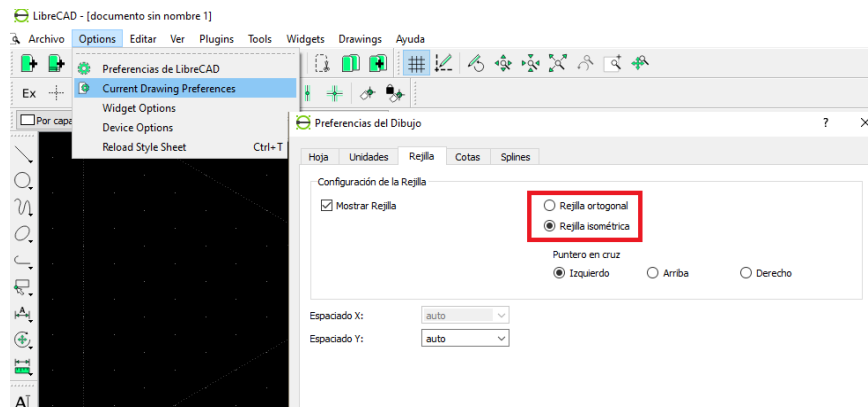 LibreCAD - [documento sin nombre 1]
Archivo Options Editar Ver Plugins Tools Widgets Drawings Ayuda
Preferencias de LibreCAD
Ex
Current Drawing Preferences
Widget Options
Por capa
Device Options
Reload Style Sheet Ctrl+T
Preferencias del Dibujo ? X
Hoja Unidades Rejilla Cotas Splines
Configuración de la Rejilla
Mostrar Rejilla
Rejilla ortogonal
Rejilla isométrica
Puntero en cruz
Izquierdo Arriba Derecho
Espaciado X: auto
Espaciado Y: auto
A